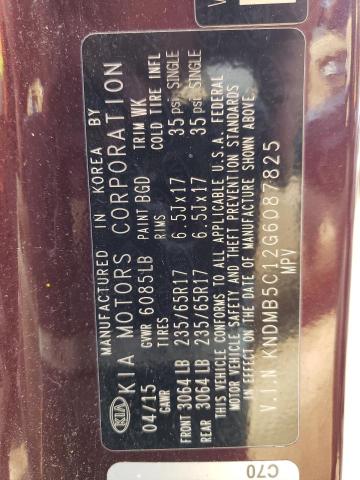 MANUFACTURED IN KOREA BY
KIA KIA MOTORS CORPORATION
04/15 GVWR 6085LB PAINT BGD TRIM WK
GAWR TIRES RIMS COLD TIRE INFL
FRONT 3064 LB 235/65R17 6.5Jx17 35 psi SINGLE
REAR 3064 LB 235/65R17 6.5Jx17 35 psi SINGLE
THIS VEHICLE CONFORMS TO ALL APPLICABLE U.S.A. FEDERAL
MOTOR VEHICLE SAFETY AND THEFT PREVENTION STANDARDS
IN EFFECT ON THE DATE OF MANUFACTURE SHOWN ABOVE.
V.I.N KNDMB5C12G6087825
MPV
C70